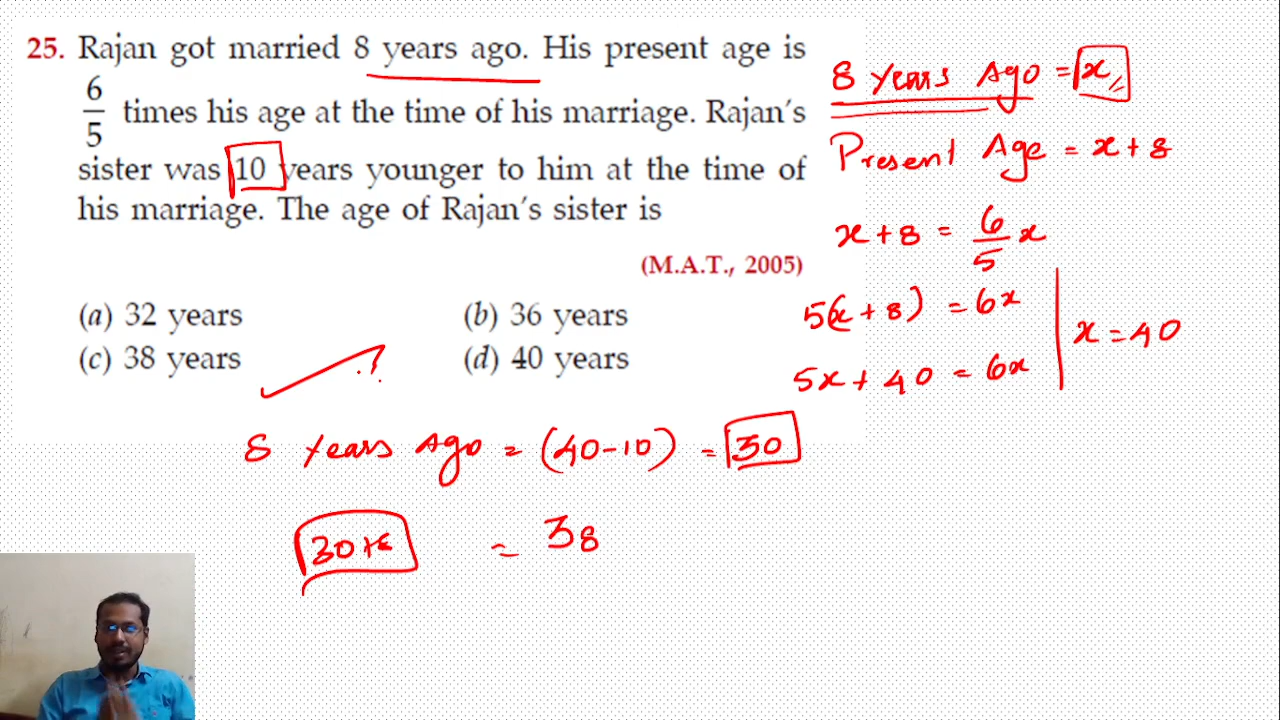 25. Rajan got married 8 years ago. His present age is
6/5 times his age at the time of his marriage. Rajan's
sister was 10 years younger to him at the time of
his marriage. The age of Rajan's sister is
(M.A.T., 2005)
(a) 32 years (b) 36 years
(c) 38 years (d) 40 years
8 Years Ago = x
Present Age = x + 8
x + 8 = 6/5 x
5(x + 8) = 6x
5x + 40 = 6x
x = 40
?
8 Years Ago = (40-10) = 30
30+8 = 38